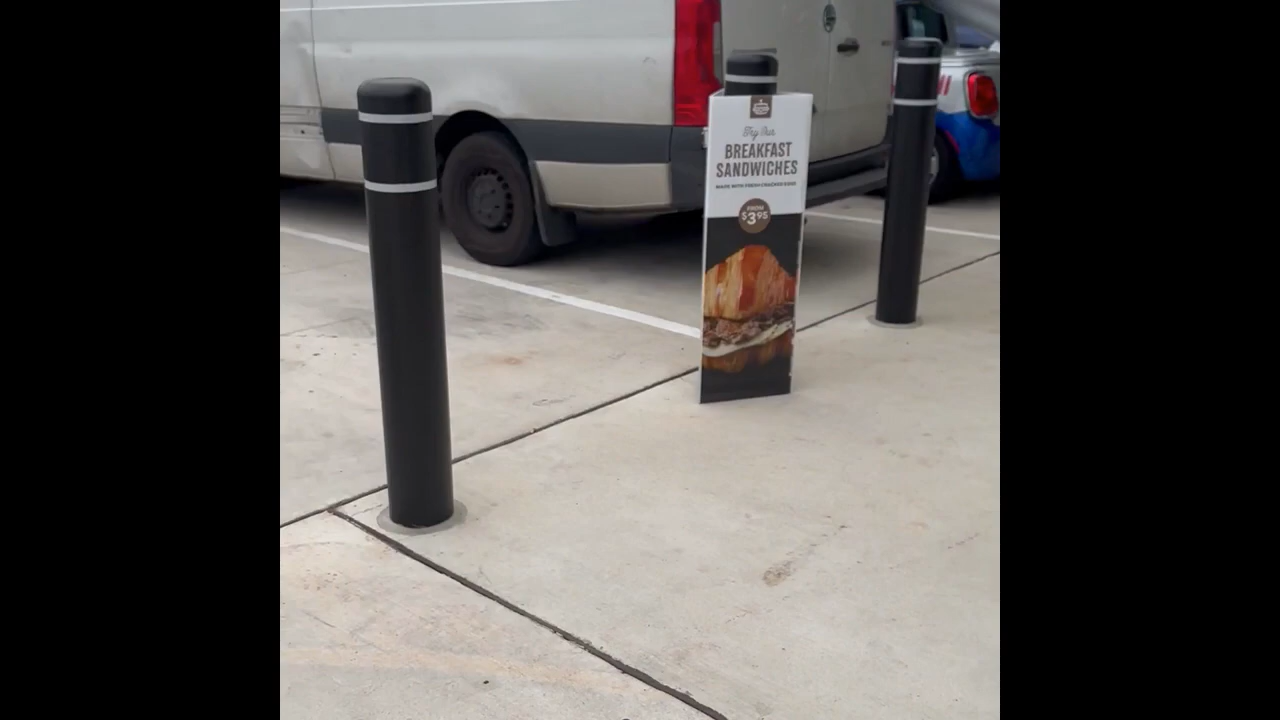 Try Our
BREAKFAST
SANDWICHES
MADE WITH FRESH CRACKED EGGS
FROM
$3.95